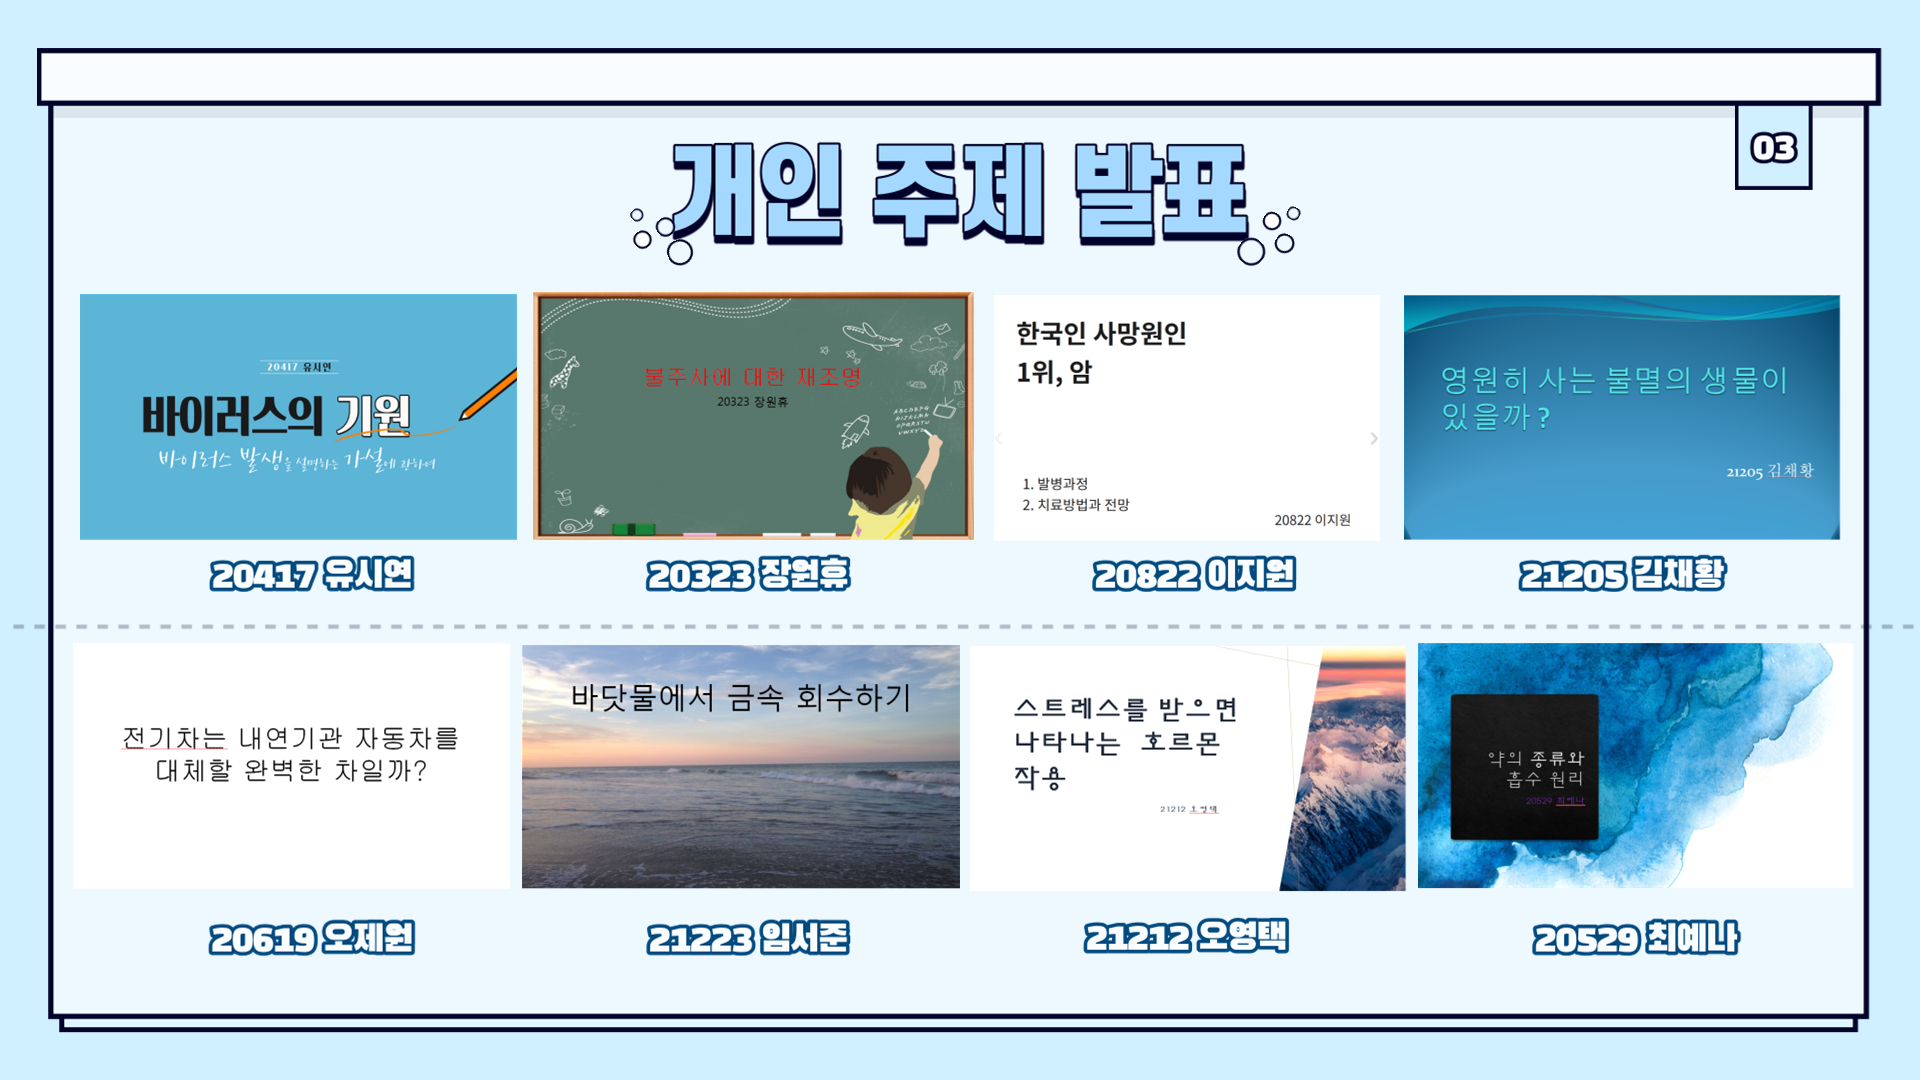 03
개인 주제 발표
20417 유시연
바이러스의 기원
바이러스 발생을 설명하는 가설에 관하여
불주사에 대한 재조명
20323 장원휴
ABCDEFG
HIJKLMN
OPQRSTU
VWXYZ
한국인 사망원인
1위, 암
1. 발병과정
2. 치료방법과 전망
20822 이지원
영원히 사는 불멸의 생물이
있을까?
21205 김채황
20417 유시연
20323 장원휴
20822 이지원
21205 김채황
전기차는 내연기관 자동차를
대체할 완벽한 차일까?
바닷물에서 금속 회수하기
스트레스를 받으면
나타나는 호르몬
작용
21212 오영택
약의 종류와
흡수 원리
20529 최예나
20619 오제원
21223 임서준
21212 오영택
20529 최예나